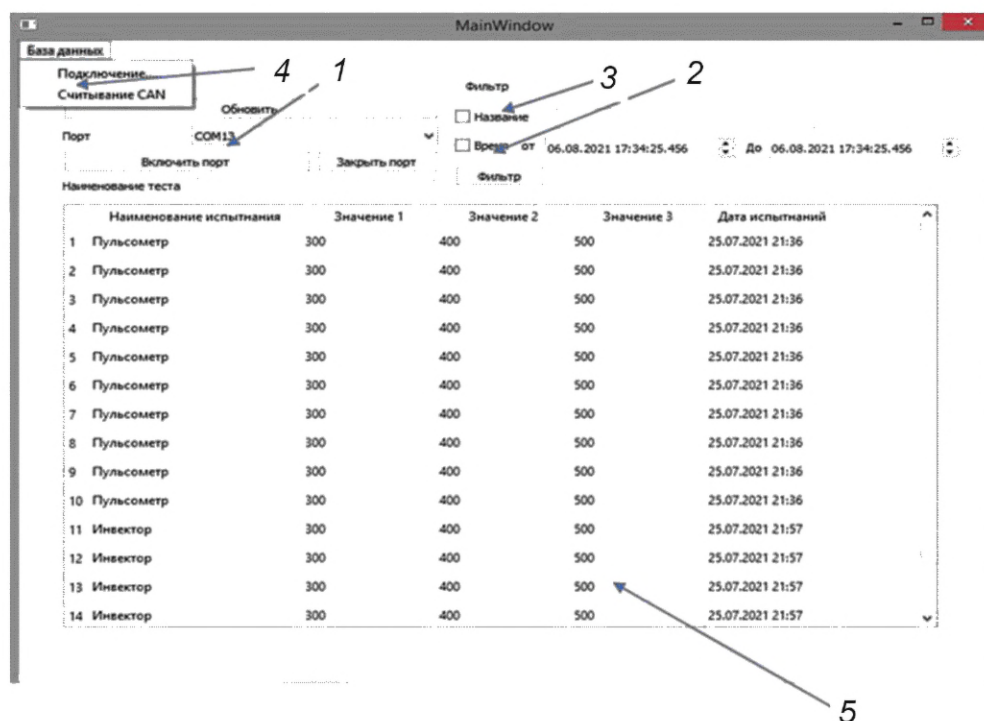 MainWindow
База данных
Подключение...
Считывание CAN
4 1 3 2
Фильтр
Обновить
Название
Порт COM13
Время от 06.08.2021 17:34:25.456 До 06.08.2021 17:34:25.456
Включить порт Закрыть порт
Фильтр
Наименование теста
Наименование испытнания Значение 1 Значение 2 Значение 3 Дата испытнаний
1 Пульсометр 300 400 500 25.07.2021 21:36
2 Пульсометр 300 400 500 25.07.2021 21:36
3 Пульсометр 300 400 500 25.07.2021 21:36
4 Пульсометр 300 400 500 25.07.2021 21:36
5 Пульсометр 300 400 500 25.07.2021 21:36
6 Пульсометр 300 400 500 25.07.2021 21:36
7 Пульсометр 300 400 500 25.07.2021 21:36
8 Пульсометр 300 400 500 25.07.2021 21:36
9 Пульсометр 300 400 500 25.07.2021 21:36
10 Пульсометр 300 400 500 25.07.2021 21:36
11 Инвектор 300 400 500 25.07.2021 21:57
12 Инвектор 300 400 500 25.07.2021 21:57
13 Инвектор 300 400 500 25.07.2021 21:57
14 Инвектор 300 400 500 25.07.2021 21:57
5